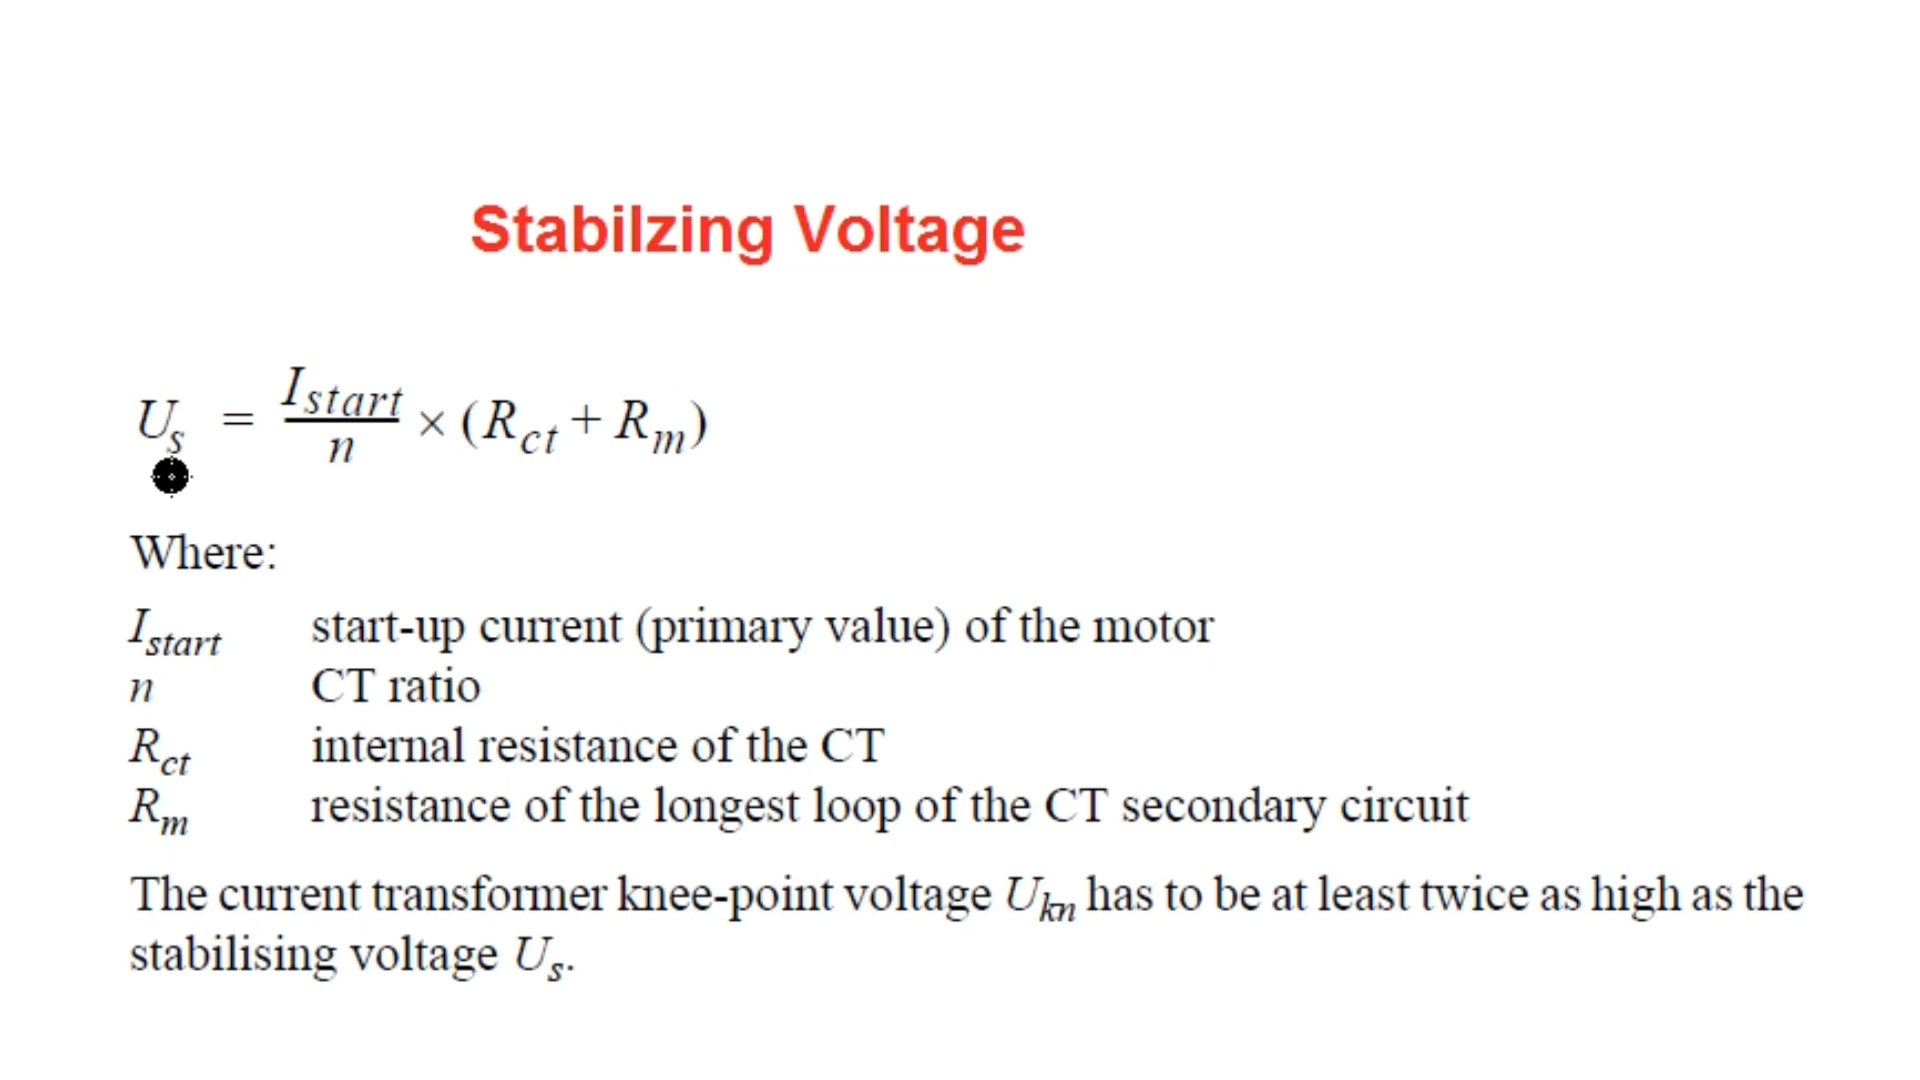 Stabilzing Voltage
U_s = I_start / n × (R_ct + R_m)
Where:
I_start start-up current (primary value) of the motor
n CT ratio
R_ct internal resistance of the CT
R_m resistance of the longest loop of the CT secondary circuit
The current transformer knee-point voltage U_kn has to be at least twice as high as the
stabilising voltage U_s.